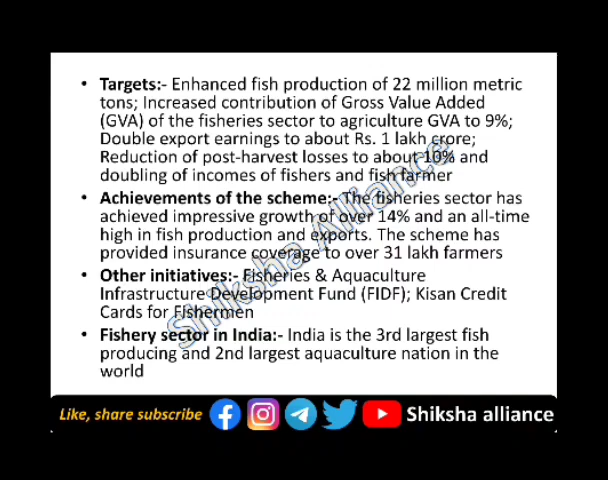 • Targets:- Enhanced fish production of 22 million metric
tons; Increased contribution of Gross Value Added
(GVA) of the fisheries sector to agriculture GVA to 9%;
Double export earnings to about Rs. 1 lakh crore;
Reduction of post-harvest losses to about 10% and
doubling of incomes of fishers and fish farmer
• Achievements of the scheme:- The fisheries sector has
achieved impressive growth of over 14% and an all-time
high in fish production and exports. The scheme has
provided insurance coverage to over 31 lakh farmers
• Other initiatives:- Fisheries & Aquaculture
Infrastructure Development Fund (FIDF); Kisan Credit
Cards for Fishermen
• Fishery sector in India:- India is the 3rd largest fish
producing and 2nd largest aquaculture nation in the
world
Shiksha Alliance
Like, share subscribe Shiksha alliance